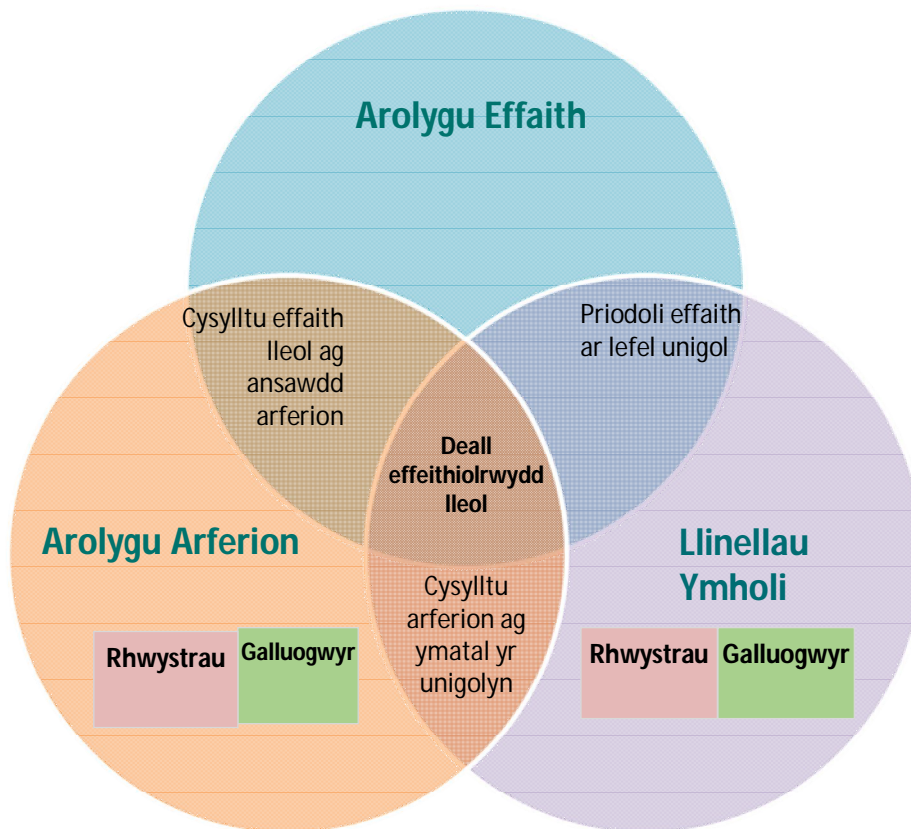 Arolygu Effaith
Cysylltu effaith
lleol ag
ansawdd
arferion
Priodoli effaith
ar lefel unigol
Deall
effeithiolrwydd
lleol
Arolygu Arferion
Llinellau
Ymholi
Cysylltu
arferion ag
ymatal yr
unigolyn
Rhwystrau
Galluogwyr
Rhwystrau
Galluogwyr